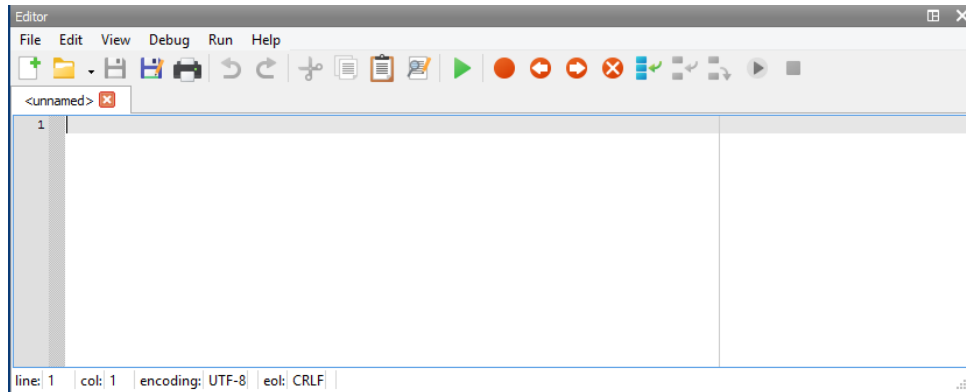 Editor
File Edit View Debug Run Help
<unnamed>
1
line: 1 col: 1 encoding: UTF-8 eol: CRLF